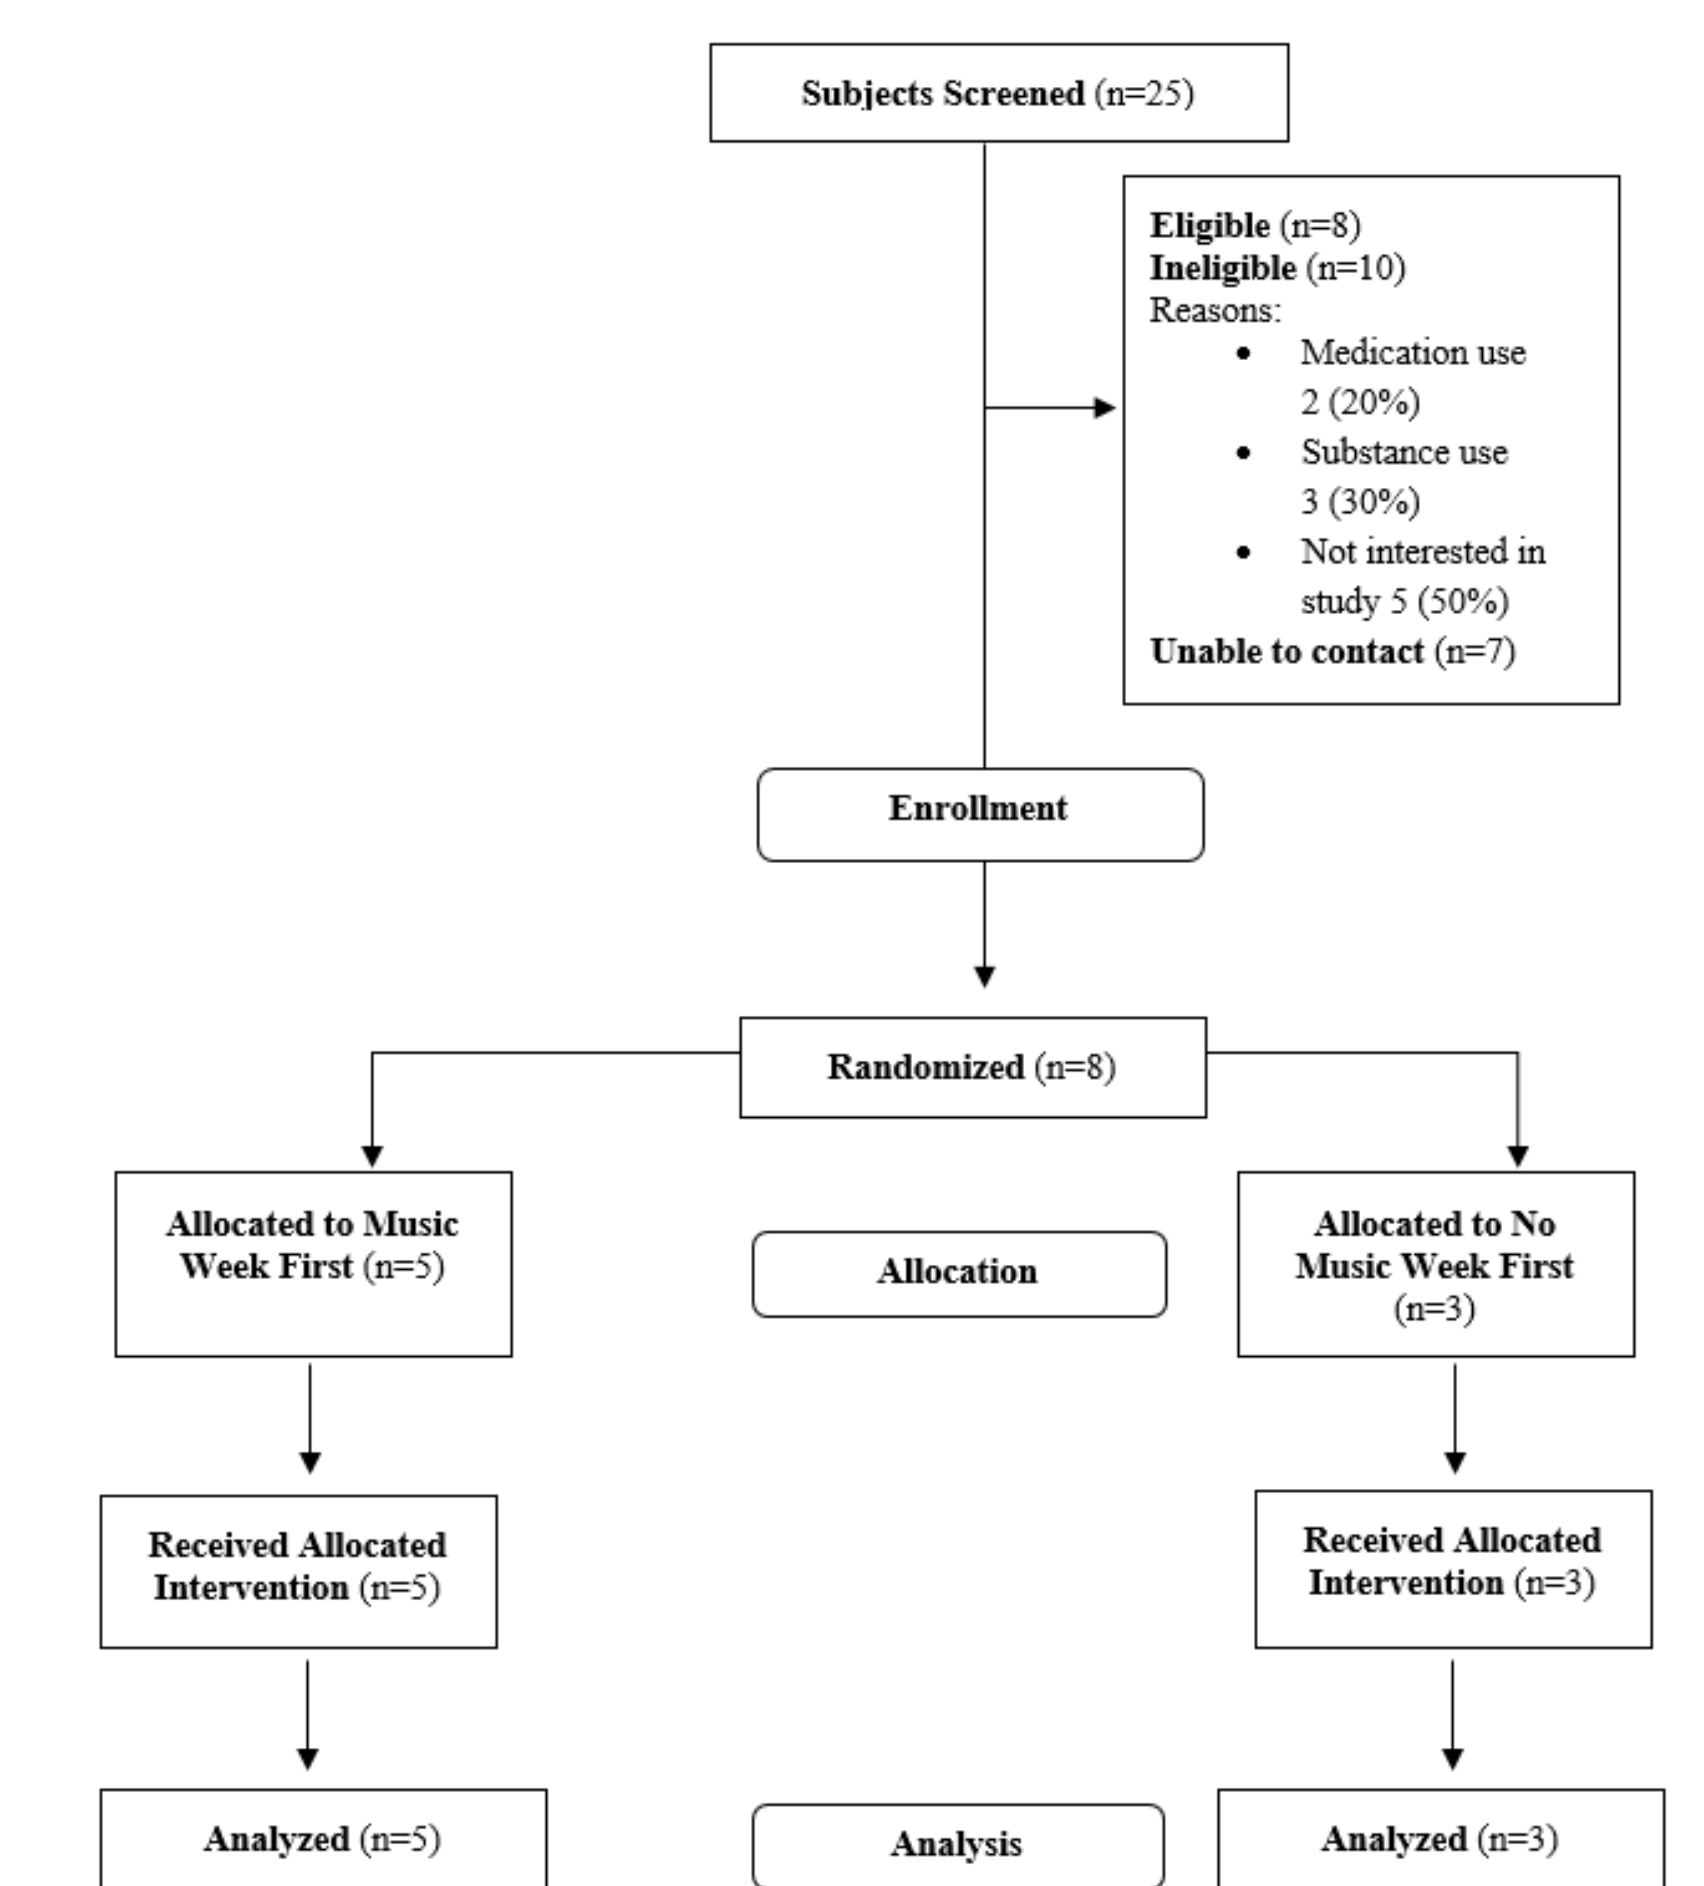 Subjects Screened (n=25)
Eligible (n=8)
Ineligible (n=10)
Reasons:
• Medication use
2 (20%)
• Substance use
3 (30%)
• Not interested in
study 5 (50%)
Unable to contact (n=7)
Enrollment
Randomized (n=8)
Allocated to Music
Week First (n=5)
Allocation
Allocated to No
Music Week First
(n=3)
Received Allocated
Intervention (n=5)
Received Allocated
Intervention (n=3)
Analyzed (n=5)
Analysis
Analyzed (n=3)